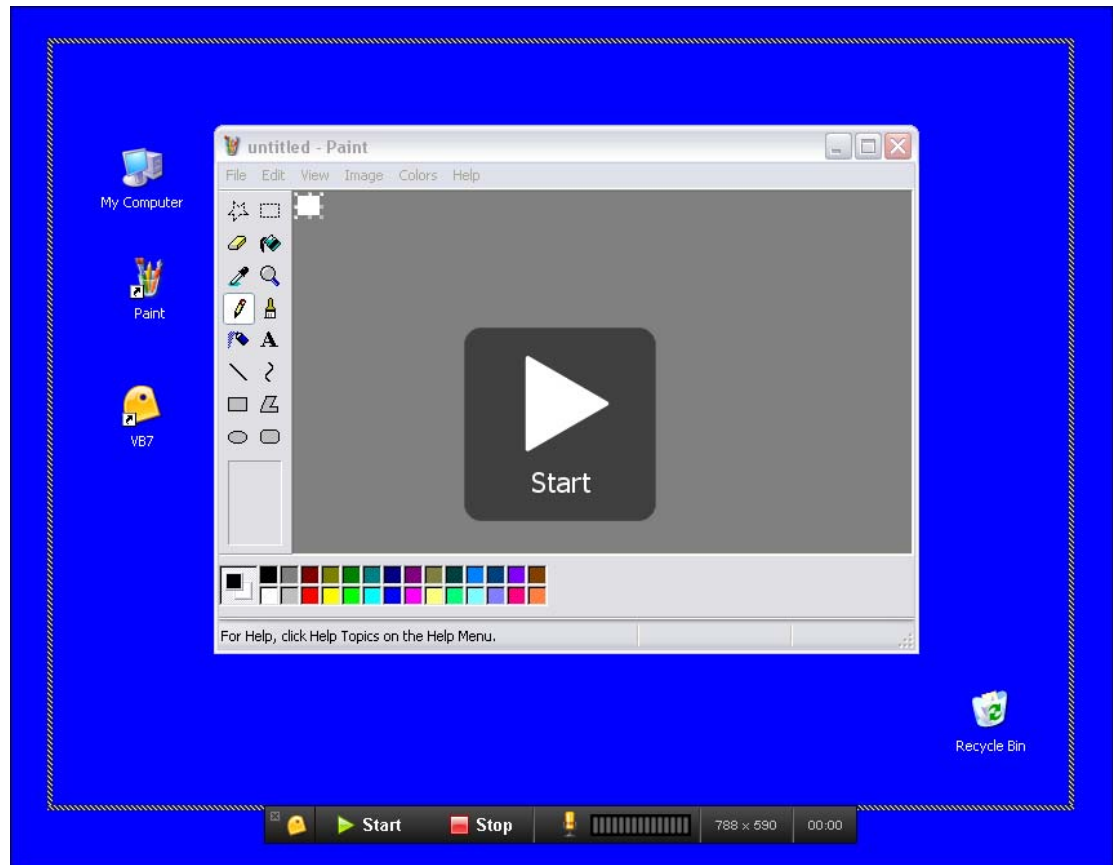 untitled - Paint
File Edit View Image Colors Help
My Computer
Paint
VB7
A
Start
For Help, click Help Topics on the Help Menu.
Recycle Bin
Start Stop 788 x 590 00:00